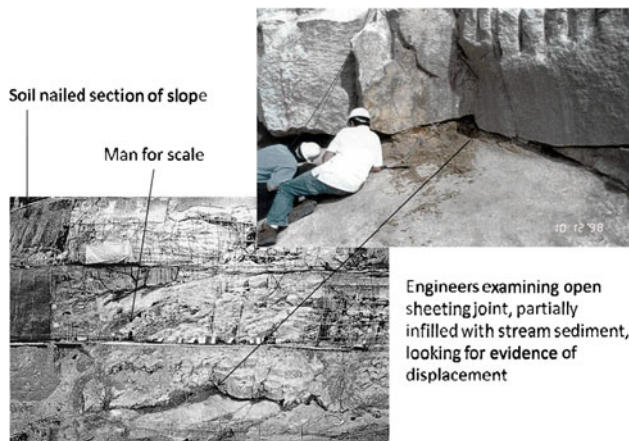 Soil nailed section of slope
Man for scale
10 12 '98
Engineers examining open
sheeting joint, partially
infilled with stream sediment,
looking for evidence of
displacement